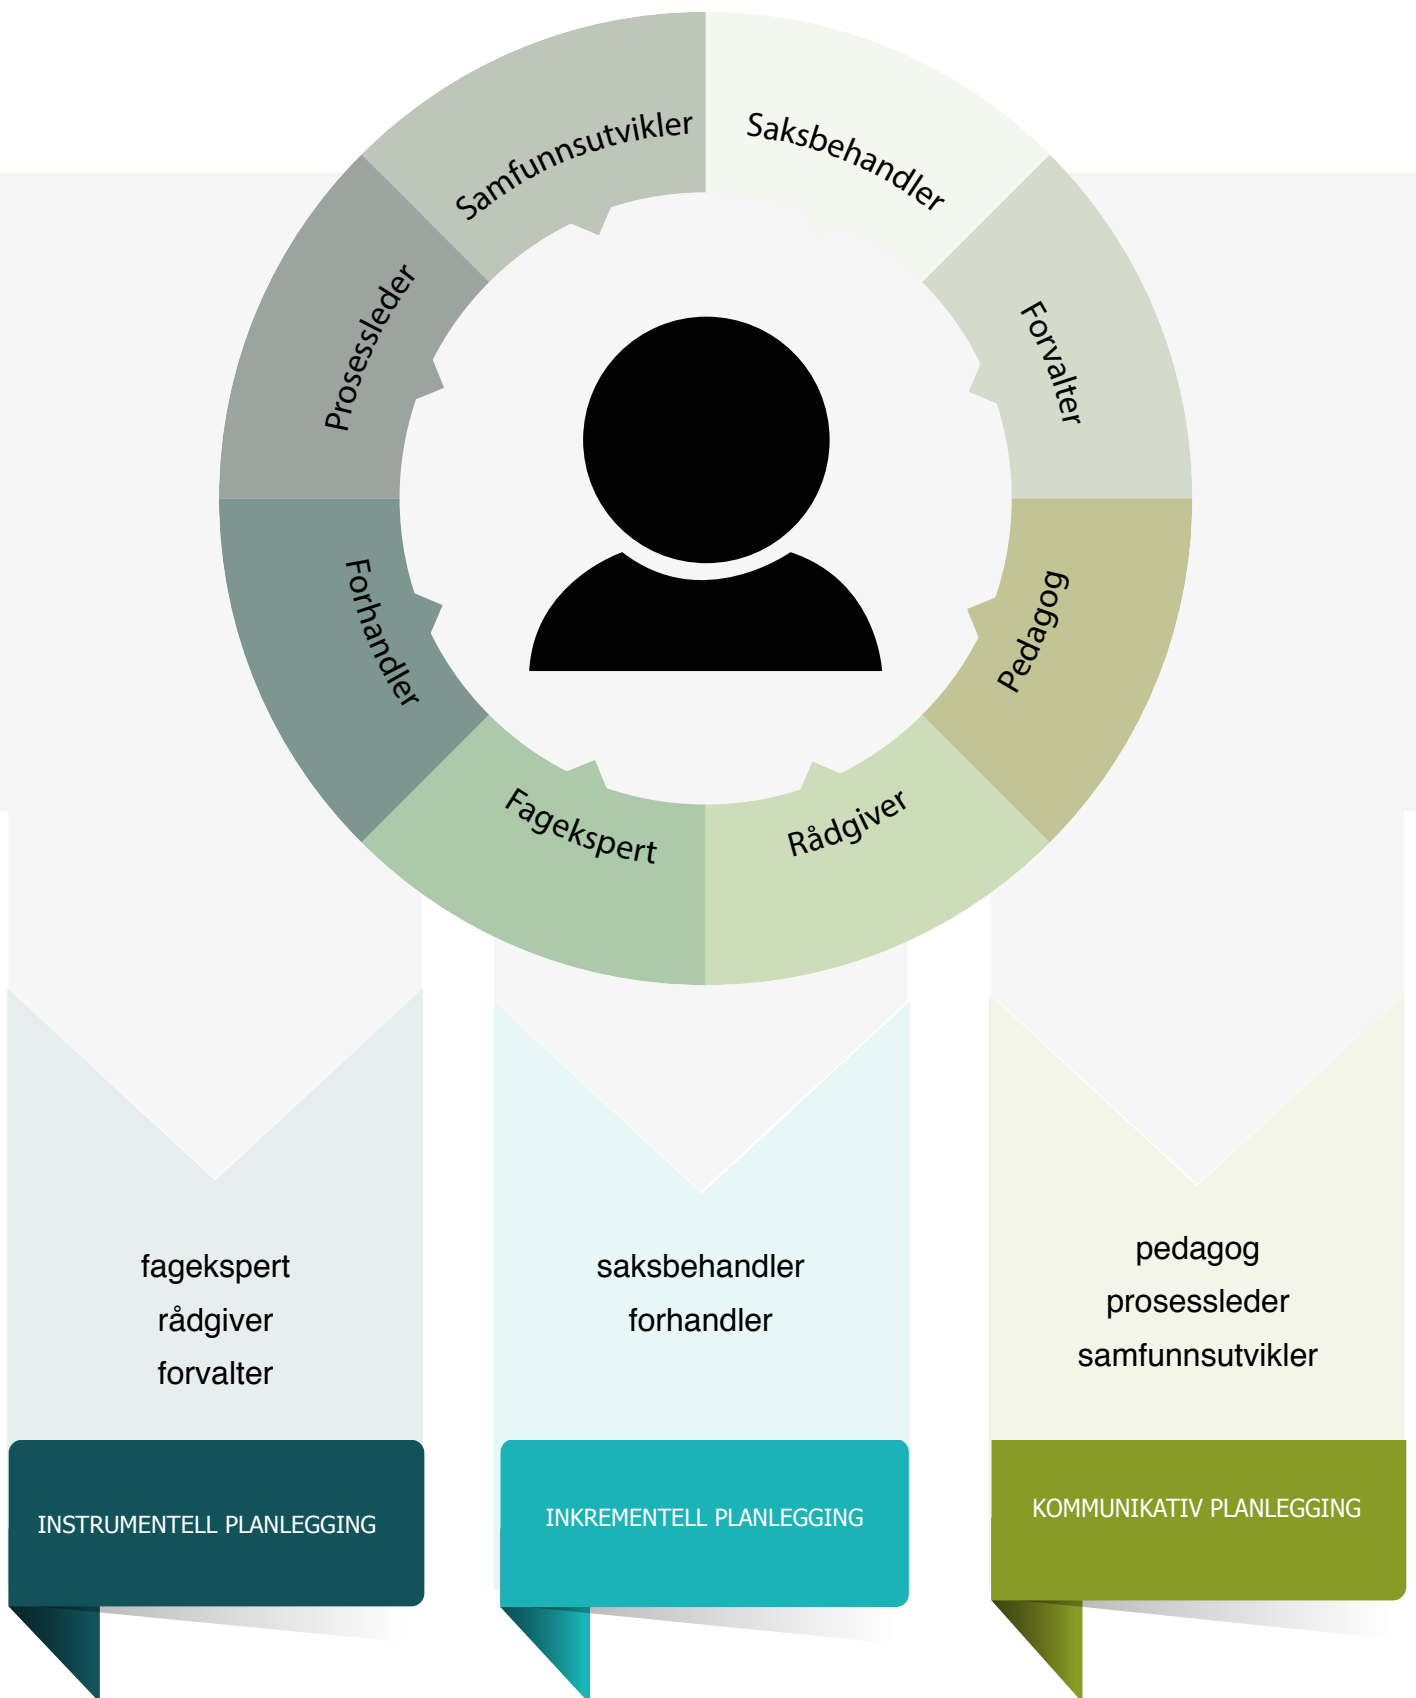 Samfunnsutvikler
Saksbehandler
Prosessleder
Forvalter
Forhandler
Pedagog
Fagekspert
Rådgiver
fagekspert
rådgiver
forvalter
INSTRUMENTELL PLANLEGGING
saksbehandler
forhandler
INKREMENTELL PLANLEGGING
pedagog
prosessleder
samfunnsutvikler
KOMMUNIKATIV PLANLEGGING